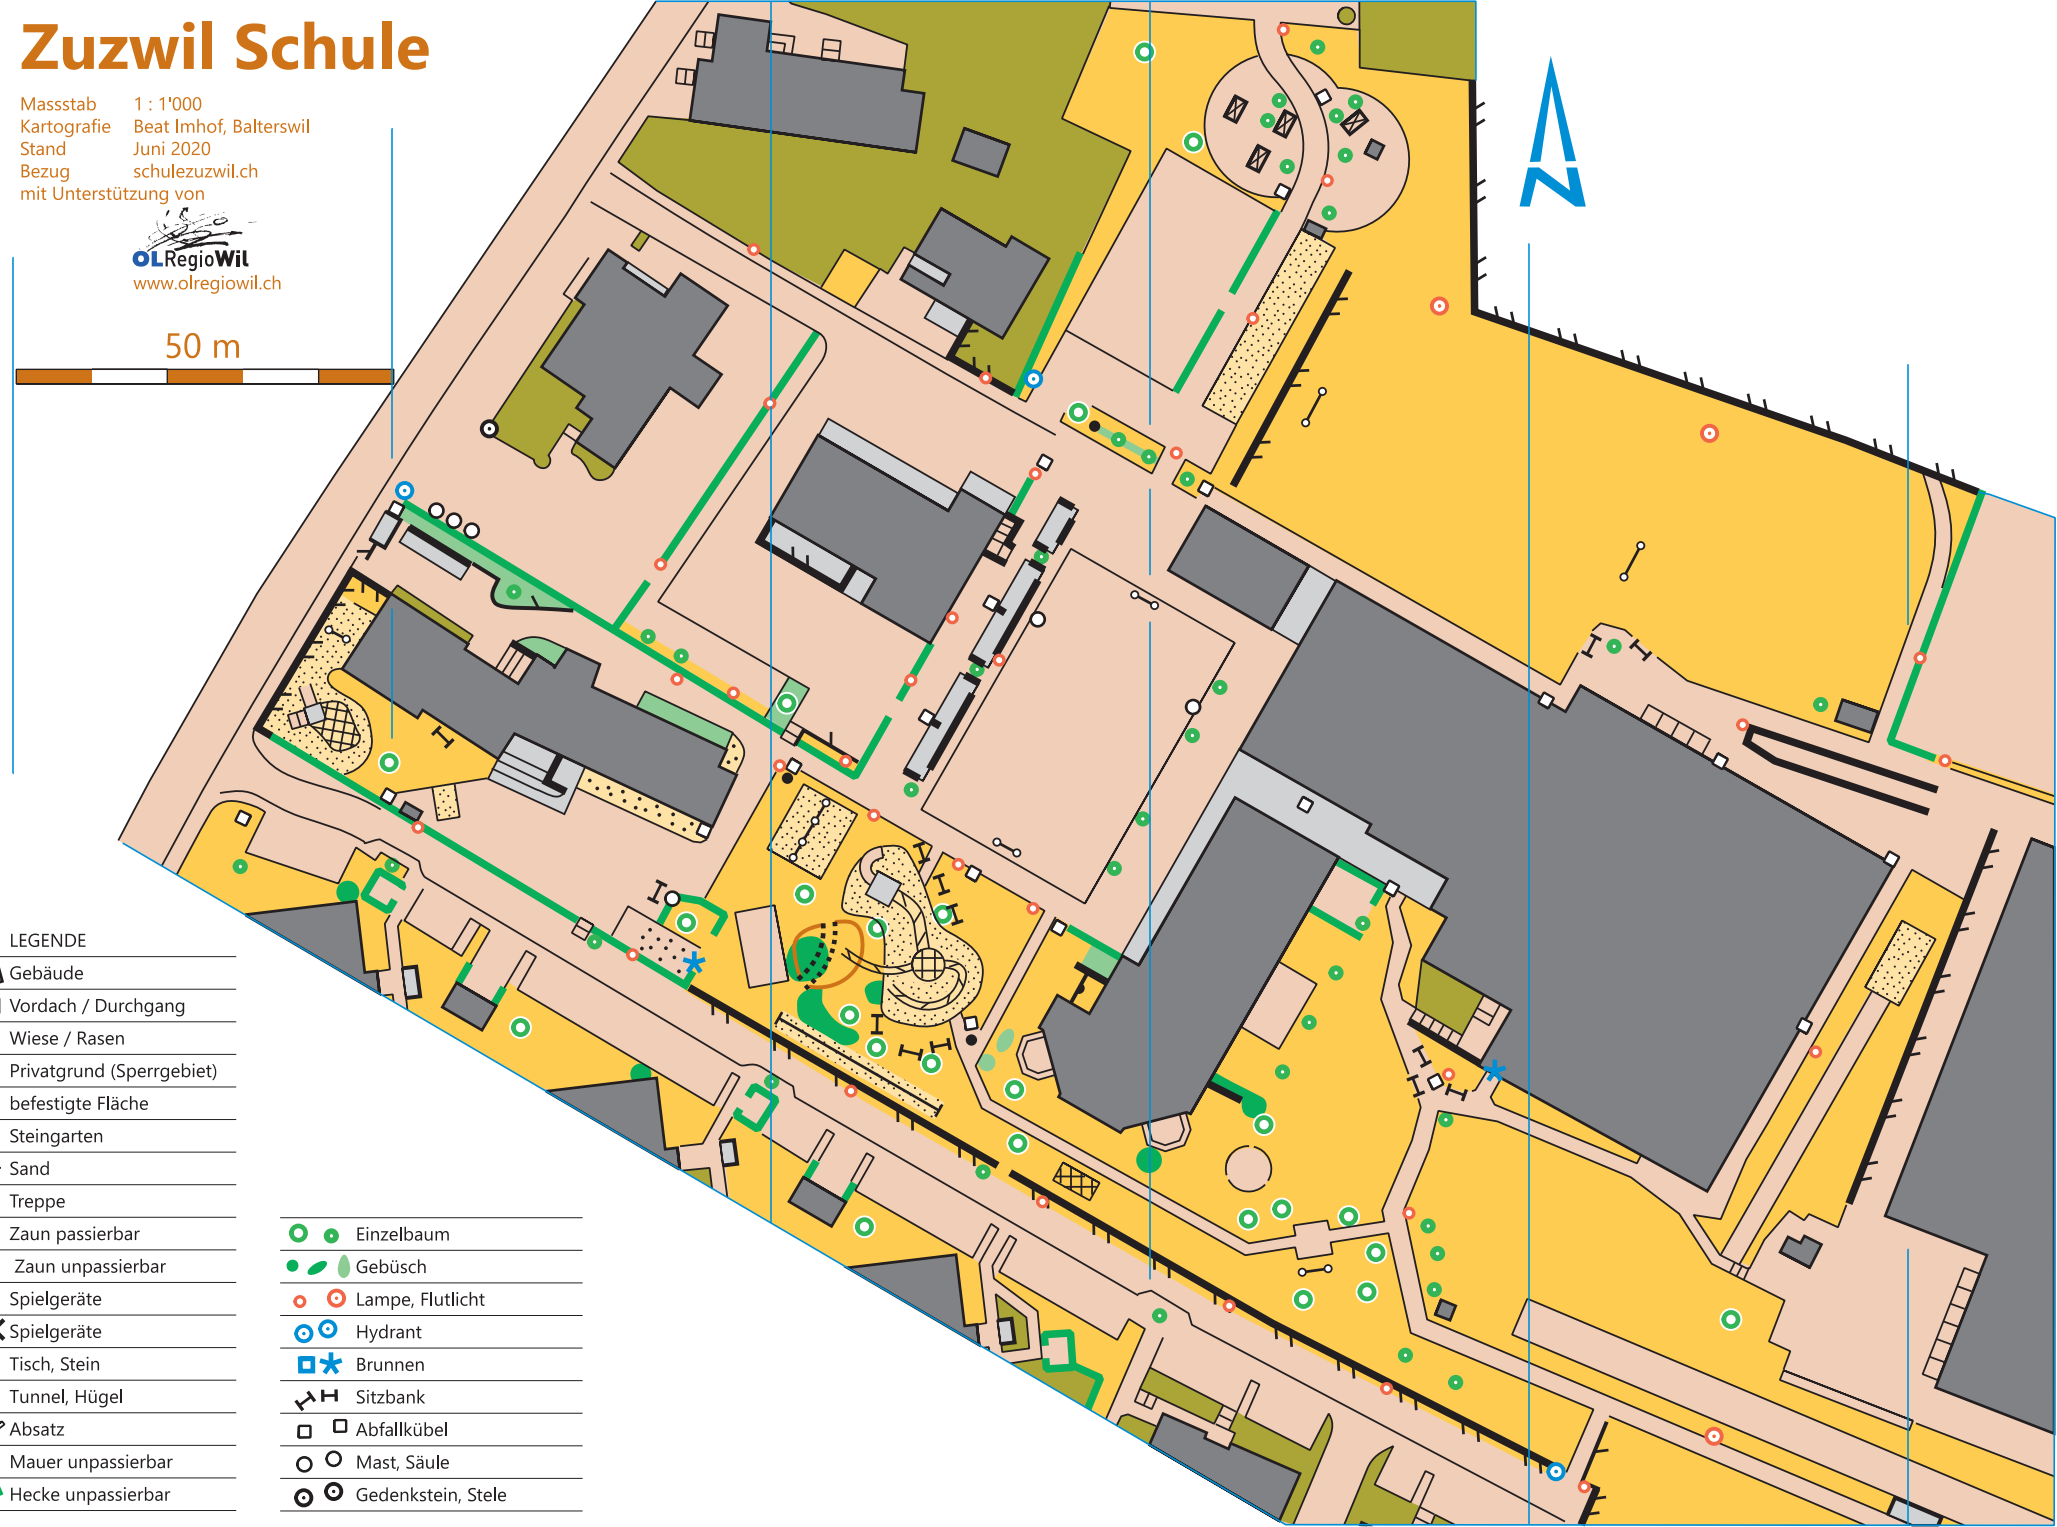 Zuzwil Schule
Massstab 1 : 1'000
Kartografie Beat Imhof, Balterswil
Stand Juni 2020
Bezug schulezuzwil.ch
mit Unterstützung von
OLRegioWil
www.olregiowil.ch
50 m
LEGENDE
Gebäude
Vordach / Durchgang
Wiese / Rasen
Privatgrund (Sperrgebiet)
befestigte Fläche
Steingarten
Sand
Treppe
Zaun passierbar
Zaun unpassierbar
Spielgeräte
Spielgeräte
Tisch, Stein
Tunnel, Hügel
Absatz
Mauer unpassierbar
Hecke unpassierbar
Einzelbaum
Gebüsch
Lampe, Flutlicht
Hydrant
Brunnen
Sitzbank
Abfallkübel
Mast, Säule
Gedenkstein, Stele